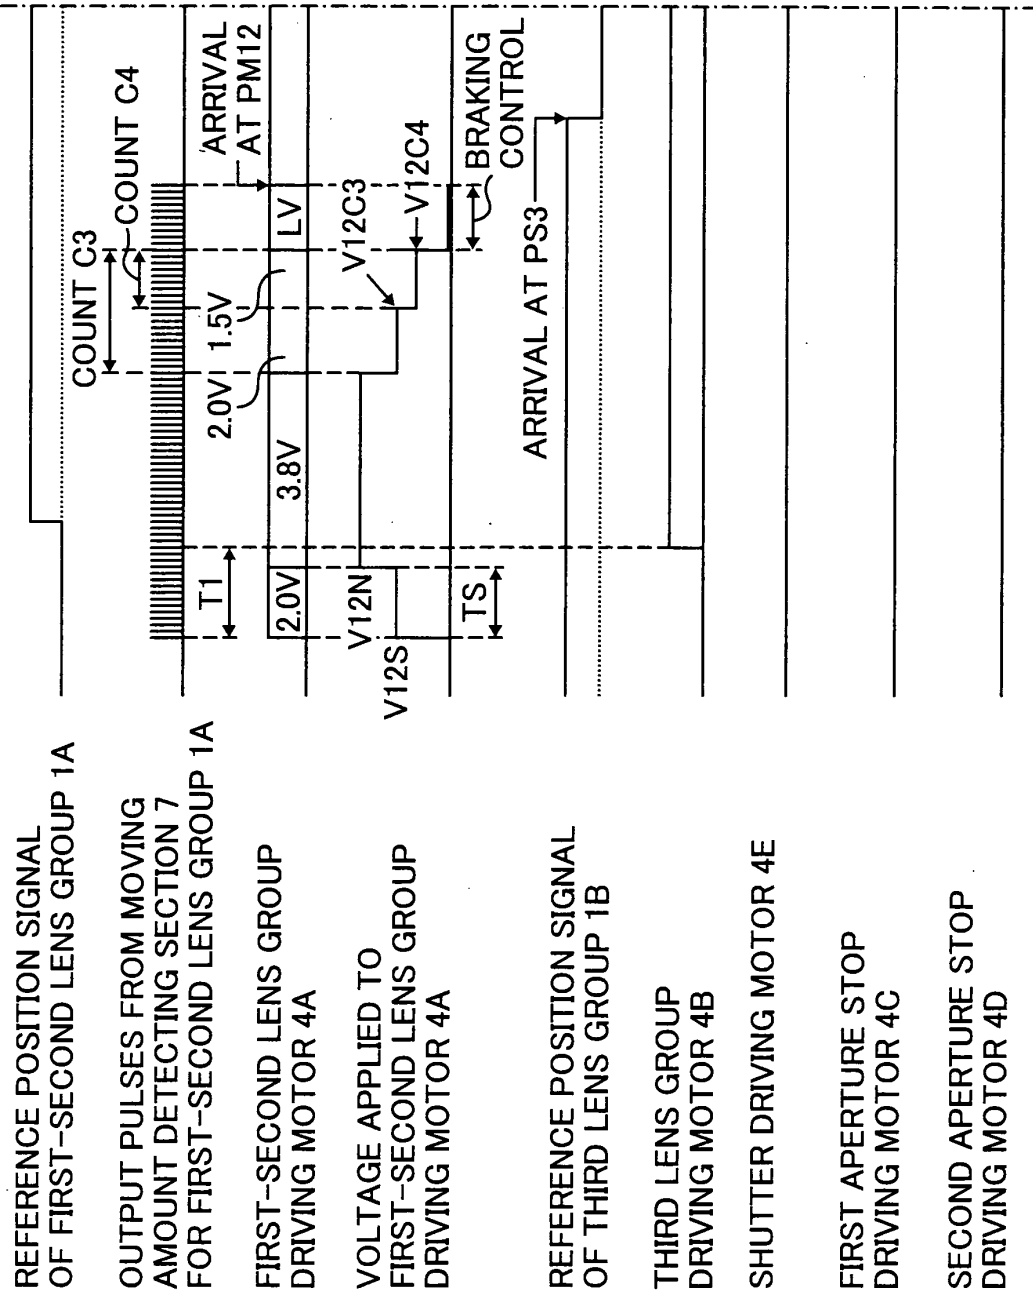 REFERENCE POSITION SIGNAL
OF FIRST-SECOND LENS GROUP 1A
OUTPUT PULSES FROM MOVING
AMOUNT DETECTING SECTION 7
FOR FIRST-SECOND LENS GROUP 1A
FIRST-SECOND LENS GROUP
DRIVING MOTOR 4A
VOLTAGE APPLIED TO
FIRST-SECOND LENS GROUP
DRIVING MOTOR 4A
REFERENCE POSITION SIGNAL
OF THIRD LENS GROUP 1B
THIRD LENS GROUP
DRIVING MOTOR 4B
SHUTTER DRIVING MOTOR 4E
FIRST APERTURE STOP
DRIVING MOTOR 4C
SECOND APERTURE STOP
DRIVING MOTOR 4D
COUNT C3
COUNT C4
T1
2.0V
1.5V
ARRIVAL
AT PM12
2.0V
3.8V
LV
V12S
V12N
V12C3
V12C4
TS
BRAKING
CONTROL
ARRIVAL AT PS3